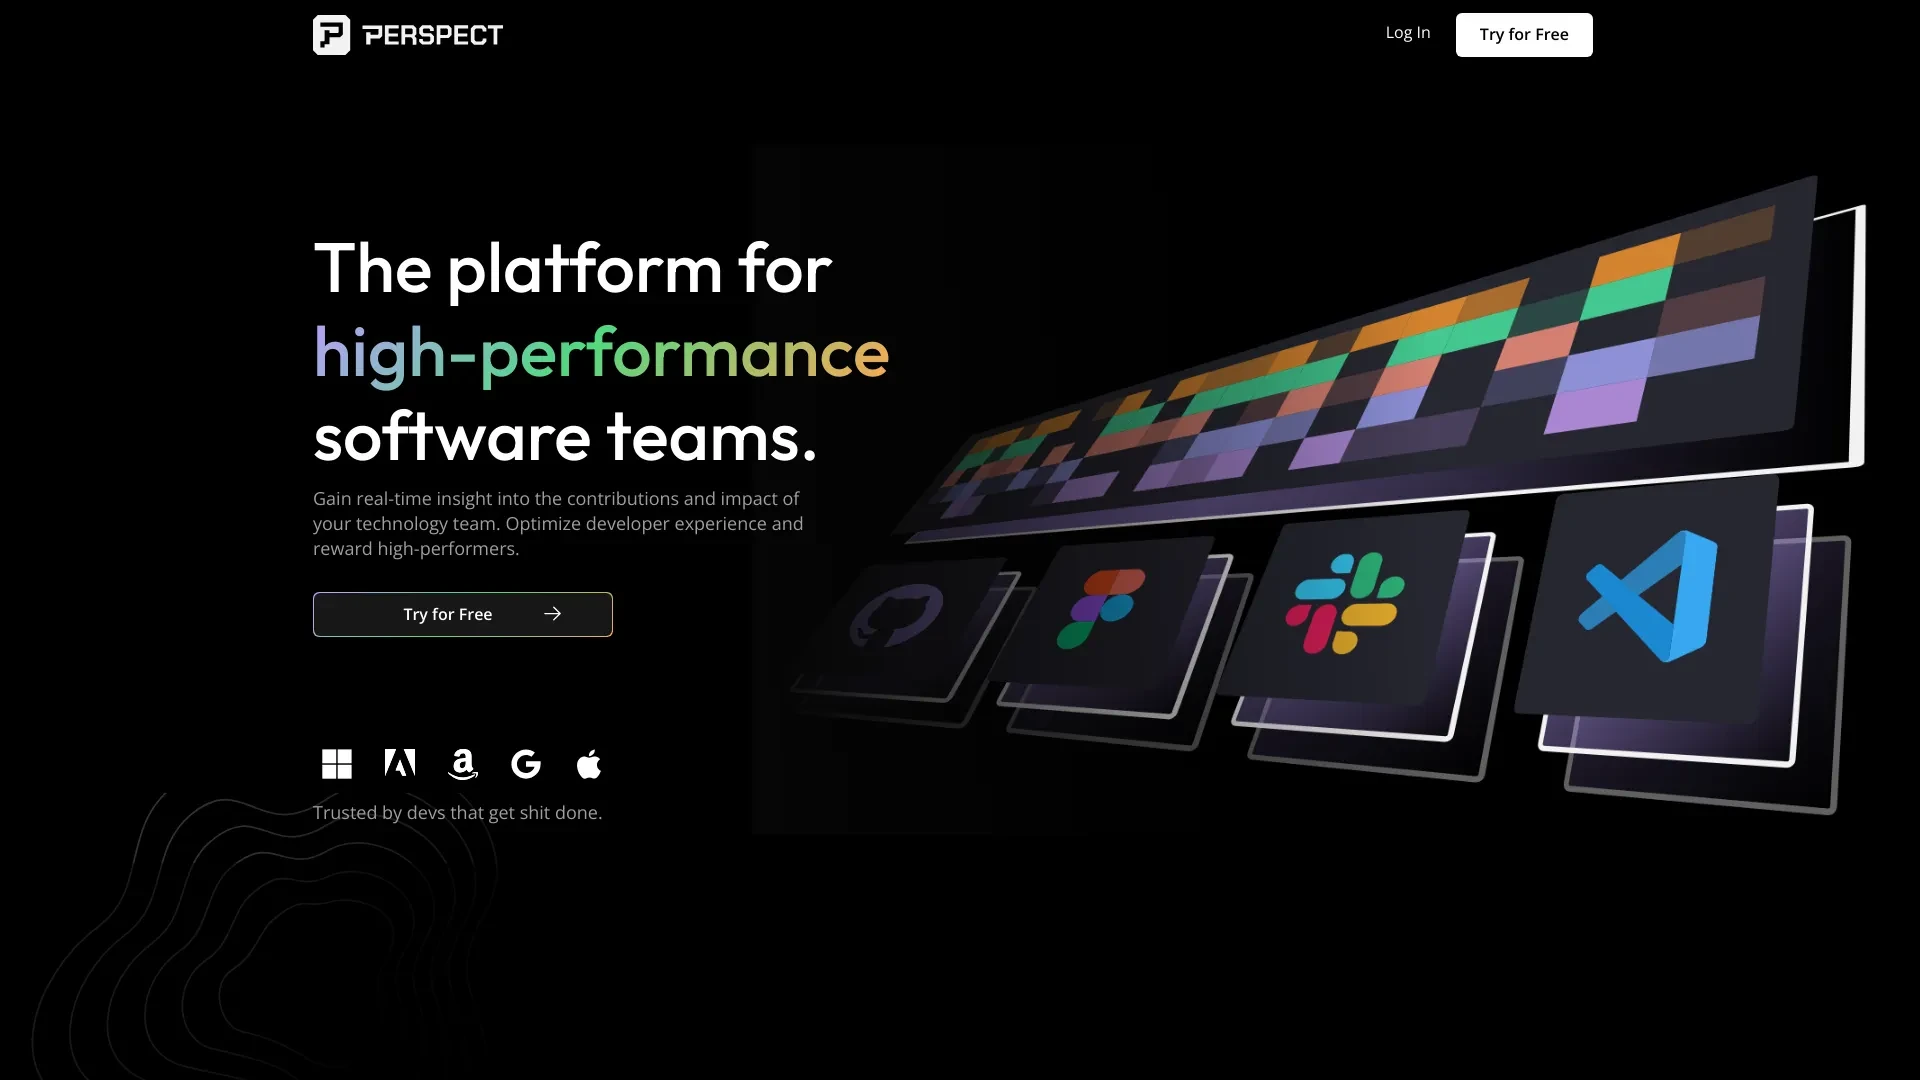 PERSPECT
Log In
Try for Free
The platform for
high-performance
software teams.
Gain real-time insight into the contributions and impact of
your technology team. Optimize developer experience and
reward high-performers.
Try for Free
Trusted by devs that get shit done.